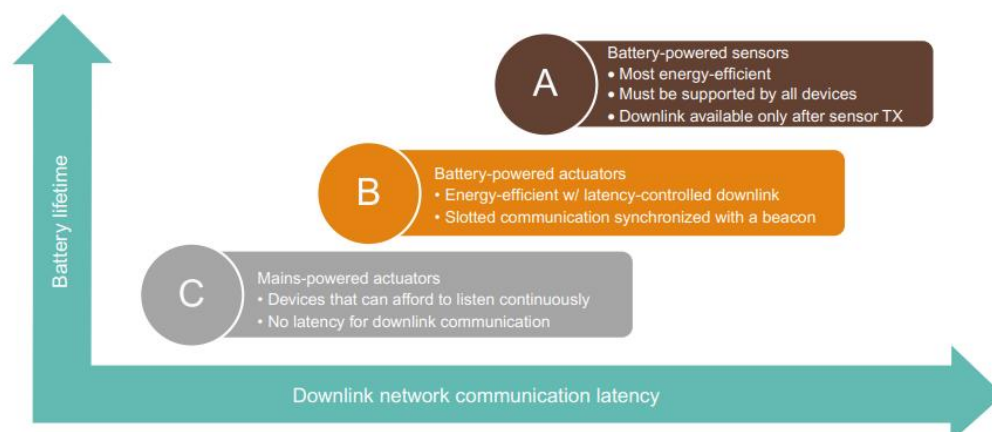 A
Battery-powered sensors
• Most energy-efficient
• Must be supported by all devices
• Downlink available only after sensor TX
B
Battery-powered actuators
• Energy-efficient w/ latency-controlled downlink
• Slotted communication synchronized with a beacon
C
Mains-powered actuators
• Devices that can afford to listen continuously
• No latency for downlink communication
Battery lifetime
Downlink network communication latency